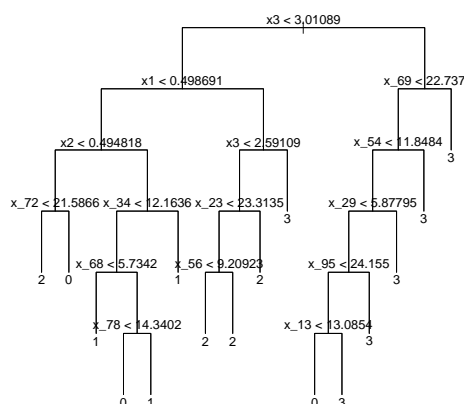 x3 < 3.01089
x1 < 0.498691
x_69 < 22.737
x2 < 0.494818
x3 < 2.59109
x_54 < 11.8484
3
x_72 < 21.5866
x_34 < 12.1636
x_23 < 23.3135
3
x_29 < 5.87795
3
2
0
x_68 < 5.7342
1
x_56 < 9.20923
2
x_95 < 24.155
3
1
x_78 < 14.3402
2
2
x_13 < 13.0854
3
0
1
0
3